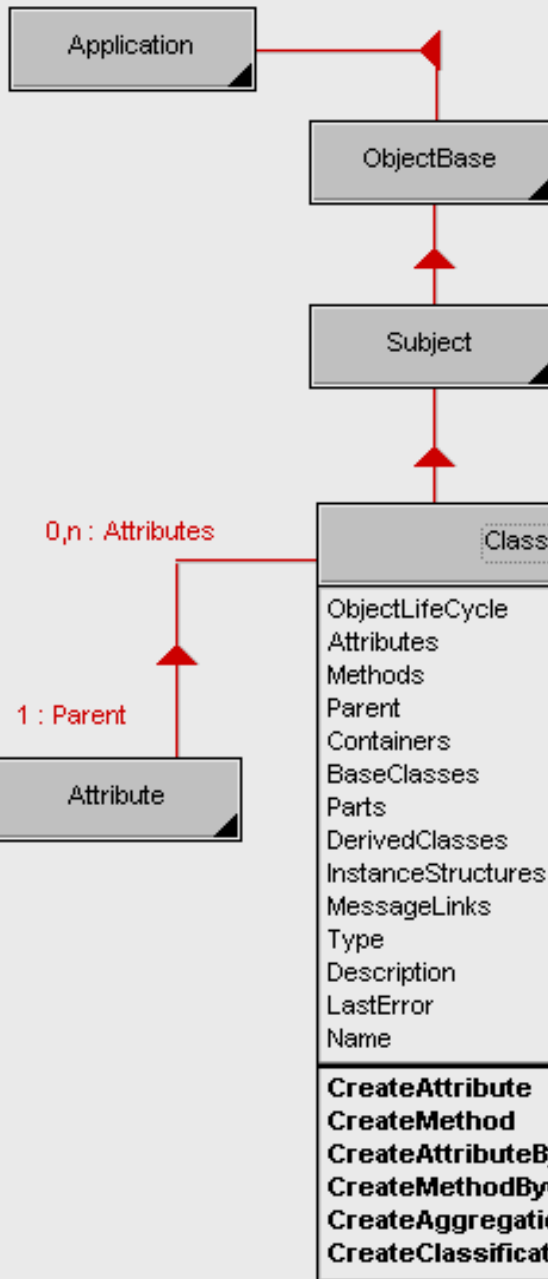 Application
ObjectBase
Subject
0,n : Attributes
Class
ObjectLifeCycle
Attributes
Methods
1 : Parent
Parent
Containers
BaseClasses
Attribute
Parts
DerivedClasses
InstanceStructures
MessageLinks
Type
Description
LastError
Name
CreateAttribute
CreateMethod